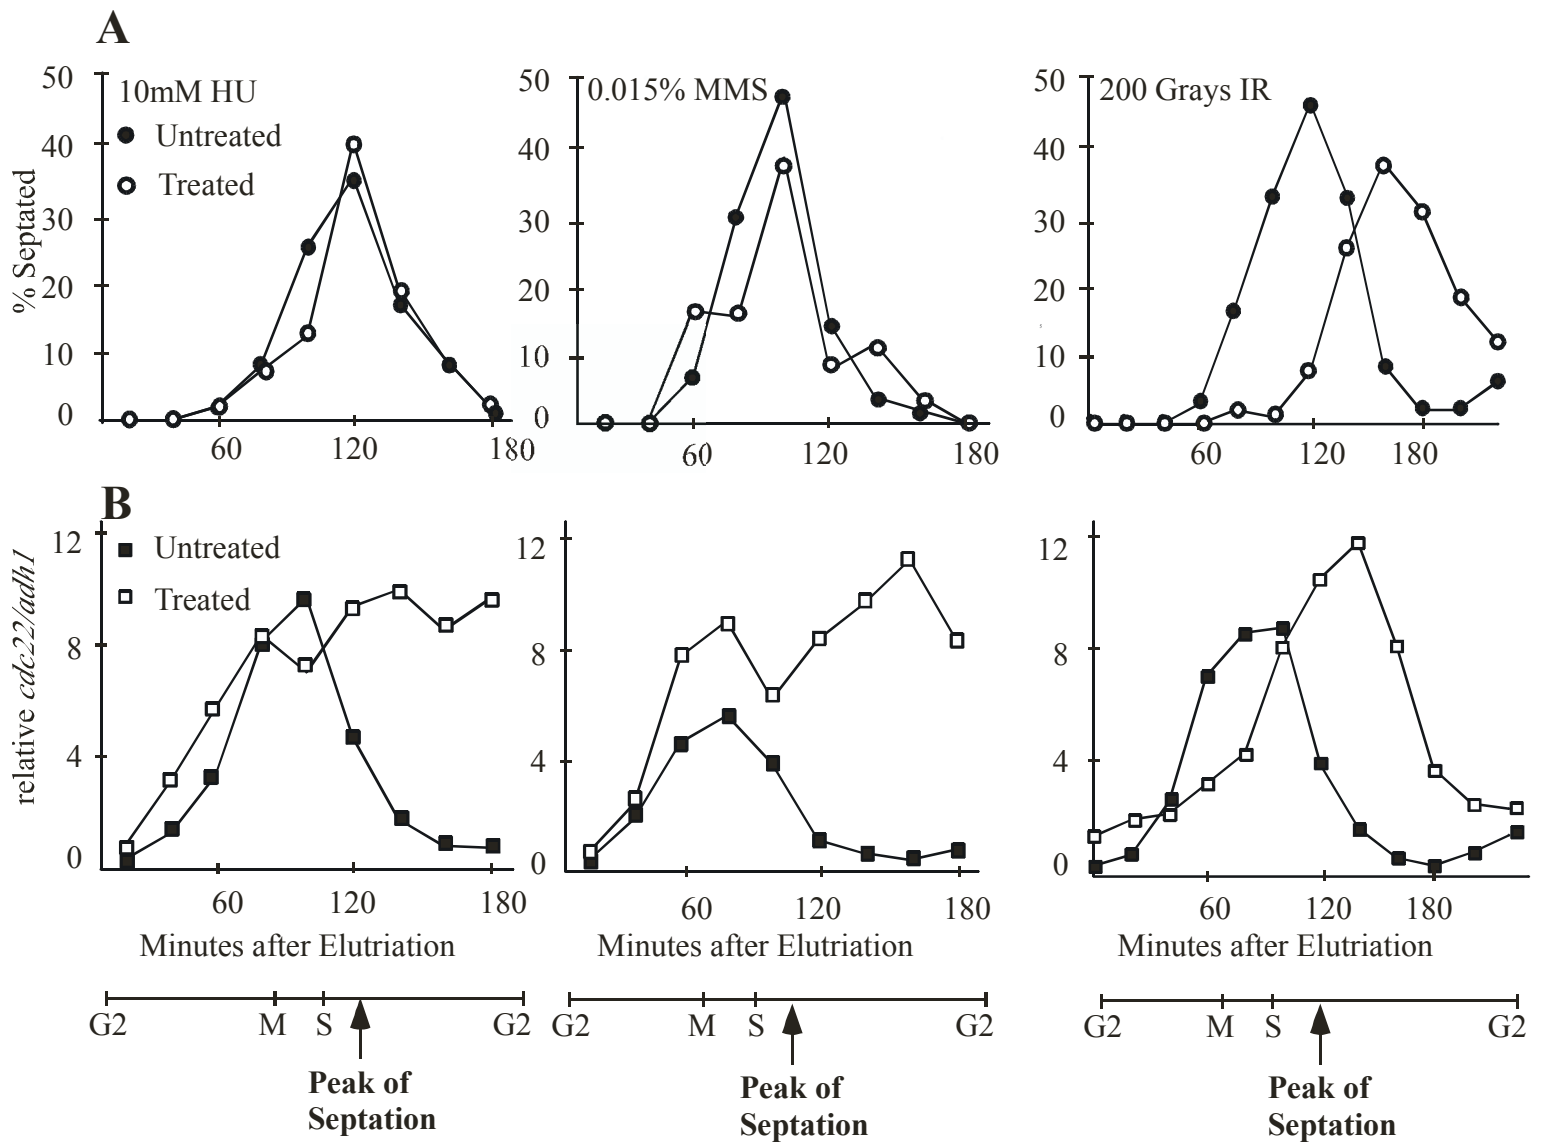 A
50
40
30
20
10
0
% Septated
10mM HU
Untreated
Treated
60 120 180
50
40
30
20
10
0
0.015% MMS
60 120 180
50
40
30
20
10
0
200 Grays IR
60 120 180
B
12
8
4
0
relative cdc22/adh1
Untreated
Treated
60 120 180
Minutes after Elutriation
12
8
4
0
60 120 180
Minutes after Elutriation
12
8
4
0
60 120 180
Minutes after Elutriation
G2 M S G2
Peak of
Septation
G2 M S G2
Peak of
Septation
G2 M S G2
Peak of
Septation